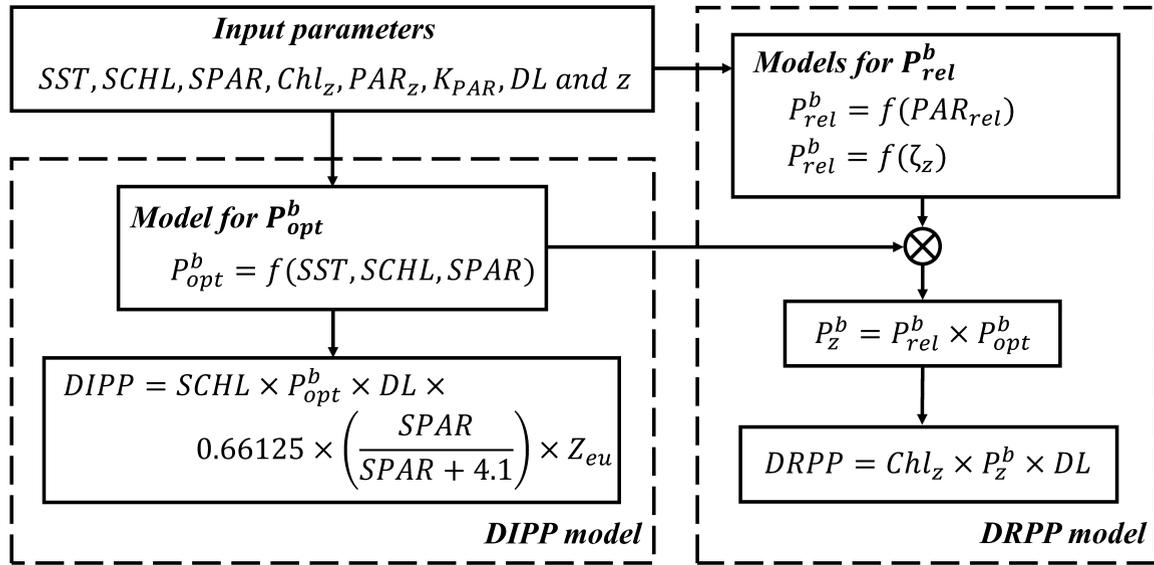 Input parameters
SST, SCHL, SPAR, Chl_z, PAR_z, K_PAR, DL and z
Model for P^b_opt
P^b_opt = f(SST, SCHL, SPAR)
DIPP = SCHL × P^b_opt × DL ×
0.66125 × (SPAR / (SPAR + 4.1)) × Z_eu
DIPP model
Models for P^b_rel
P^b_rel = f(PAR_rel)
P^b_rel = f(ζ_z)
P^b_z = P^b_rel × P^b_opt
DRPP = Chl_z × P^b_z × DL
DRPP model